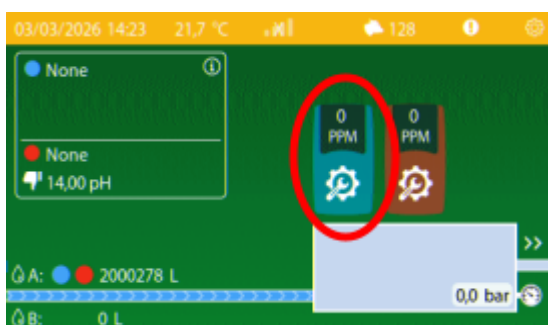 03/03/2026 14:23 21,7 °C 128
None
None
14,00 pH
0 PPM
0 PPM
A: 2000278 L
0,0 bar
B: 0 L